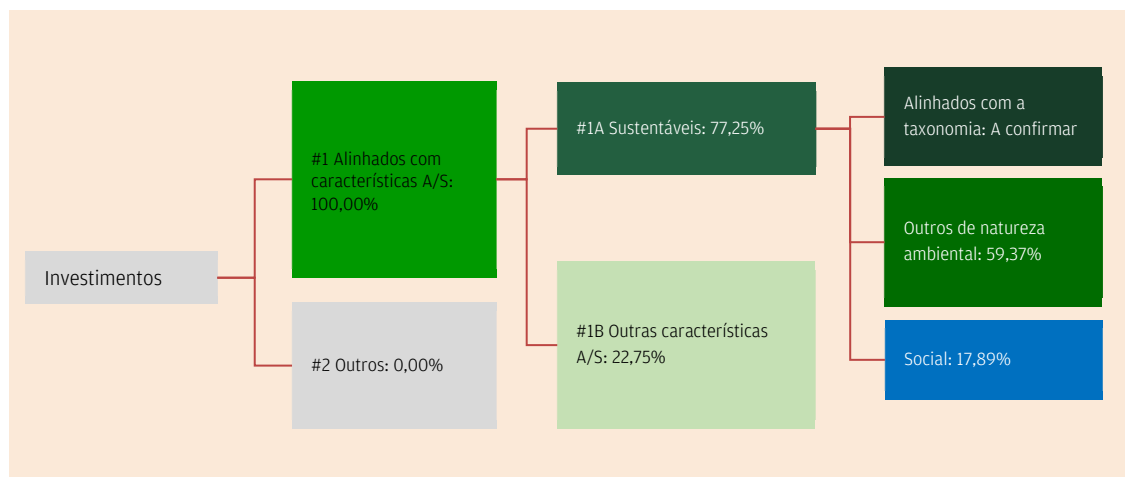 Investimentos
#1 Alinhados com
características A/S:
100,00%
#2 Outros: 0,00%
#1A Sustentáveis: 77,25%
#1B Outras características
A/S: 22,75%
Alinhados com a
taxonomia: A confirmar
Outros de natureza
ambiental: 59,37%
Social: 17,89%